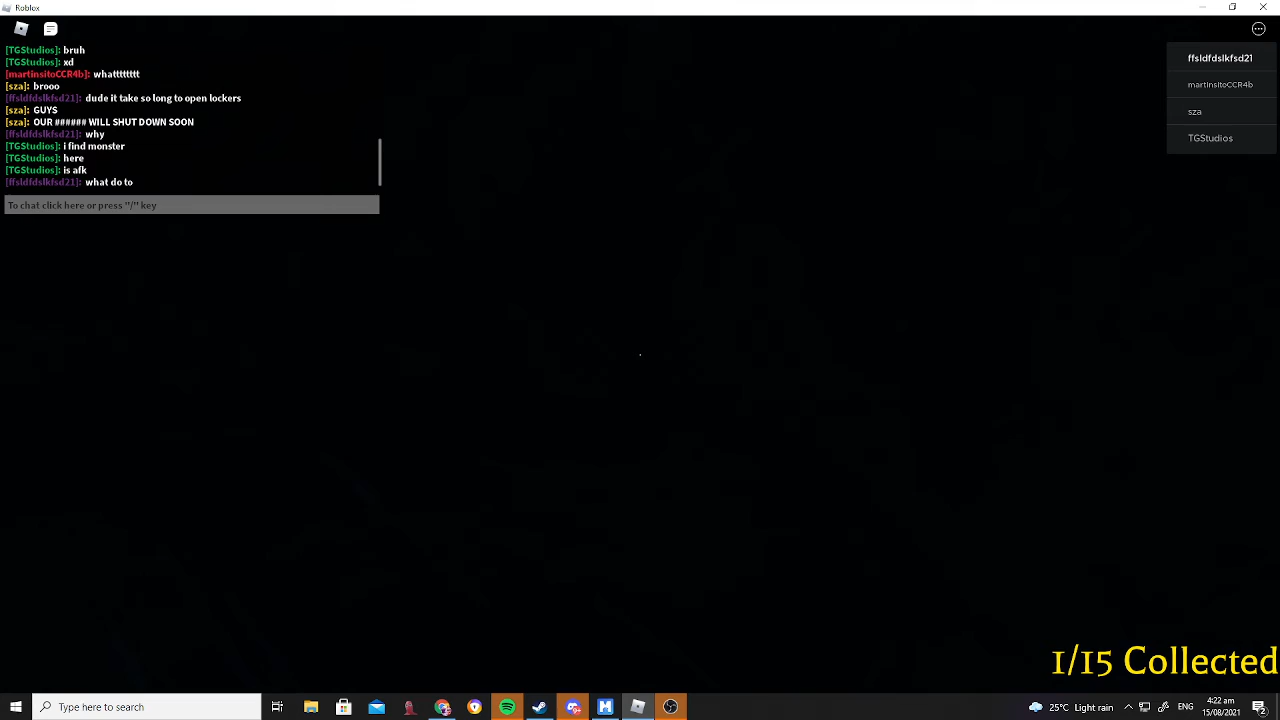 Roblox
[TGStudios]: bruh
[TGStudios]: xd
[martinsitoCCR4b]: whatttttttt
[sza]: brooo
[ffsldfdslkfsd21]: dude it take so long to open lockers
[sza]: GUYS
[sza]: OUR ###### WILL SHUT DOWN SOON
[ffsldfdslkfsd21]: why
[TGStudios]: i find monster
[TGStudios]: here
[TGStudios]: is afk
[ffsldfdslkfsd21]: what do to
To chat click here or press "/" key
ffsldfdslkfsd21
martinsitoCCR4b
sza
TGStudios
1/15 Collected
Type here to search
25°C Light rain
ENG
4:22 am
15/08/2021